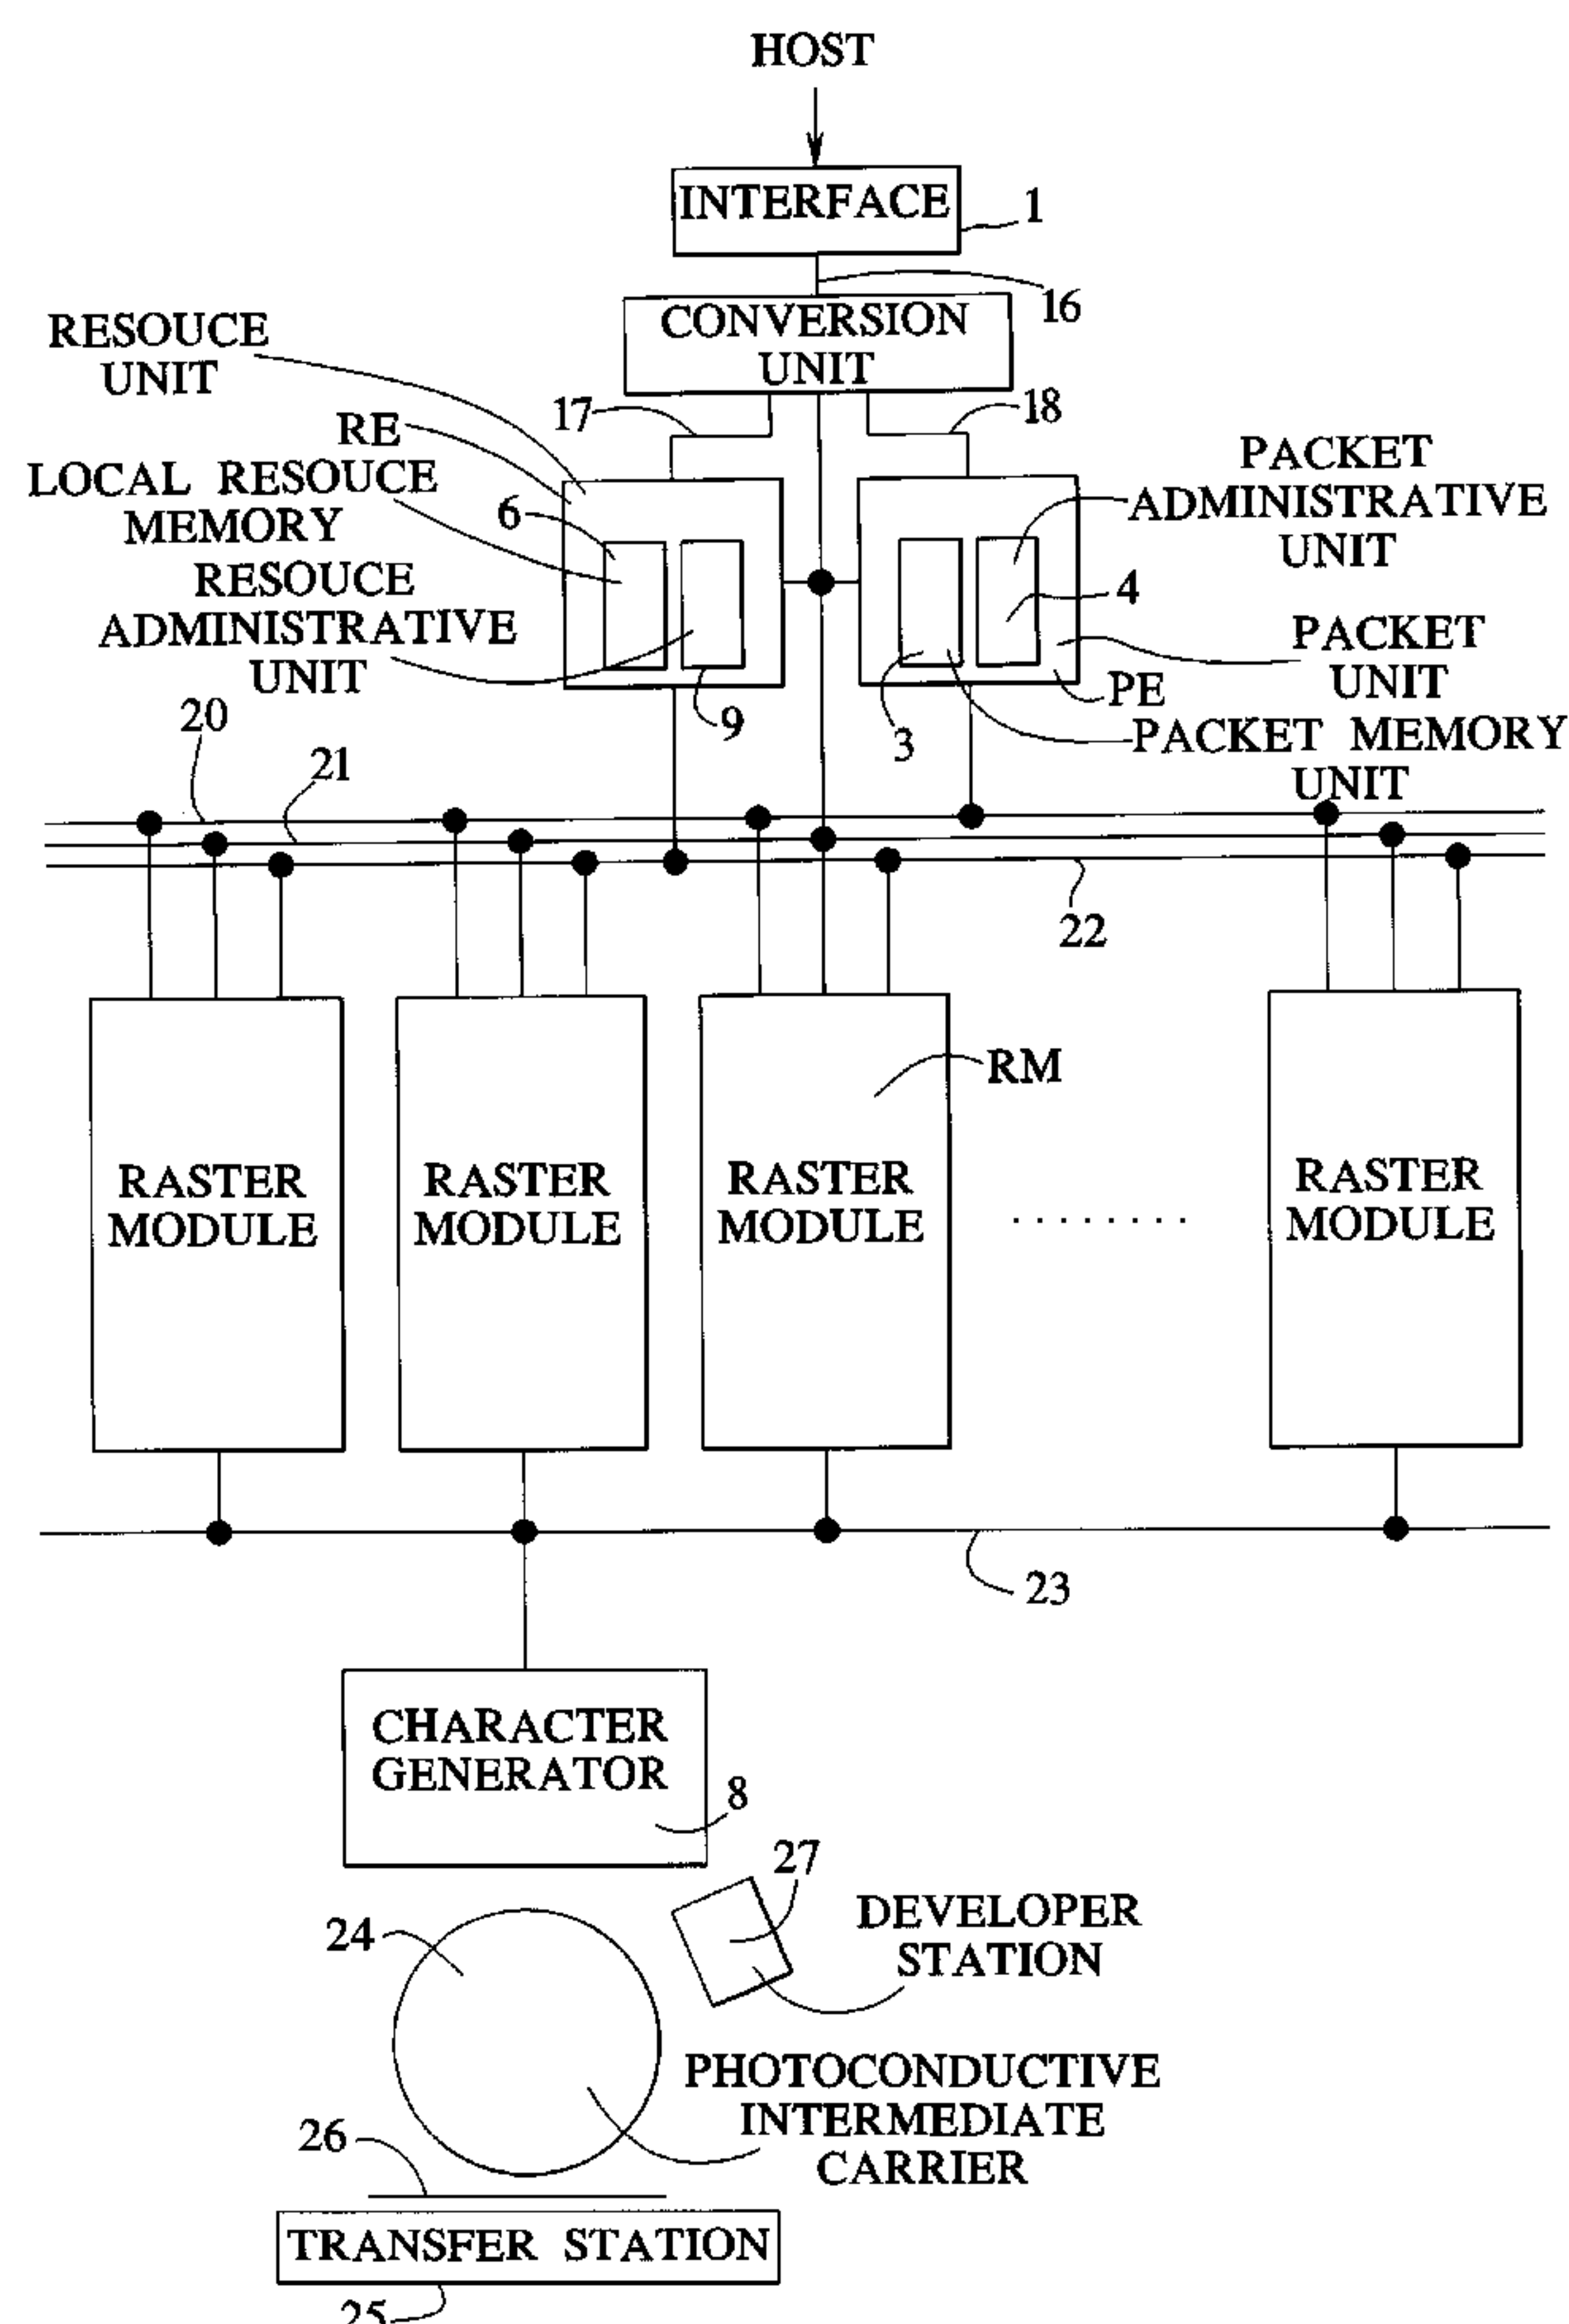 HOST
INTERFACE
1
16
CONVERSION
UNIT
RESOUCE
UNIT
17
18
RE
LOCAL RESOUCE
MEMORY
6
RESOUCE
ADMINISTRATIVE
UNIT
9
PACKET
ADMINISTRATIVE
UNIT
4
PACKET
UNIT
PE
3
PACKET MEMORY
UNIT
20
21
22
RM
RASTER
MODULE
RASTER
MODULE
RASTER
MODULE
........
RASTER
MODULE
23
CHARACTER
GENERATOR
8
27
DEVELOPER
STATION
24
PHOTOCONDUCTIVE
INTERMEDIATE
CARRIER
26
TRANSFER STATION
25